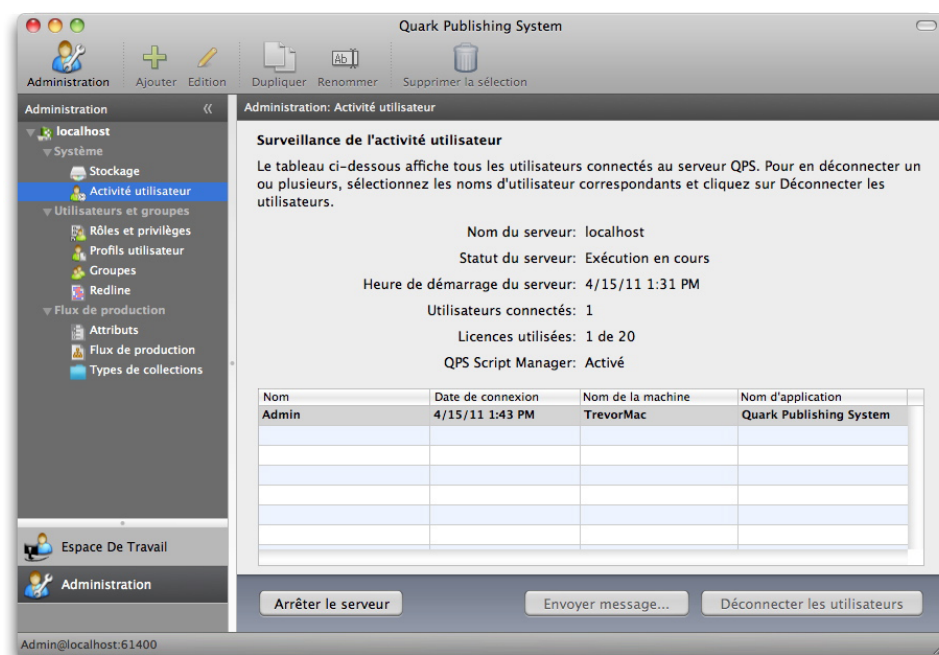 Quark Publishing System
Administration
Ajouter
Edition
Dupliquer
Renommer
Supprimer la sélection
Administration
localhost
Système
Stockage
Activité utilisateur
Utilisateurs et groupes
Rôles et privilèges
Profils utilisateur
Groupes
Redline
Flux de production
Attributs
Flux de production
Types de collections
Espace De Travail
Administration
Administration: Activité utilisateur
Surveillance de l'activité utilisateur
Le tableau ci-dessous affiche tous les utilisateurs connectés au serveur QPS. Pour en déconnecter un
ou plusieurs, sélectionnez les noms d'utilisateur correspondants et cliquez sur Déconnecter les
utilisateurs.
Nom du serveur: localhost
Statut du serveur: Exécution en cours
Heure de démarrage du serveur: 4/15/11 1:31 PM
Utilisateurs connectés: 1
Licences utilisées: 1 de 20
QPS Script Manager: Activé
Nom Date de connexion Nom de la machine Nom d'application
Admin 4/15/11 1:43 PM TrevorMac Quark Publishing System
Arrêter le serveur
Envoyer message...
Déconnecter les utilisateurs
Admin@localhost:61400